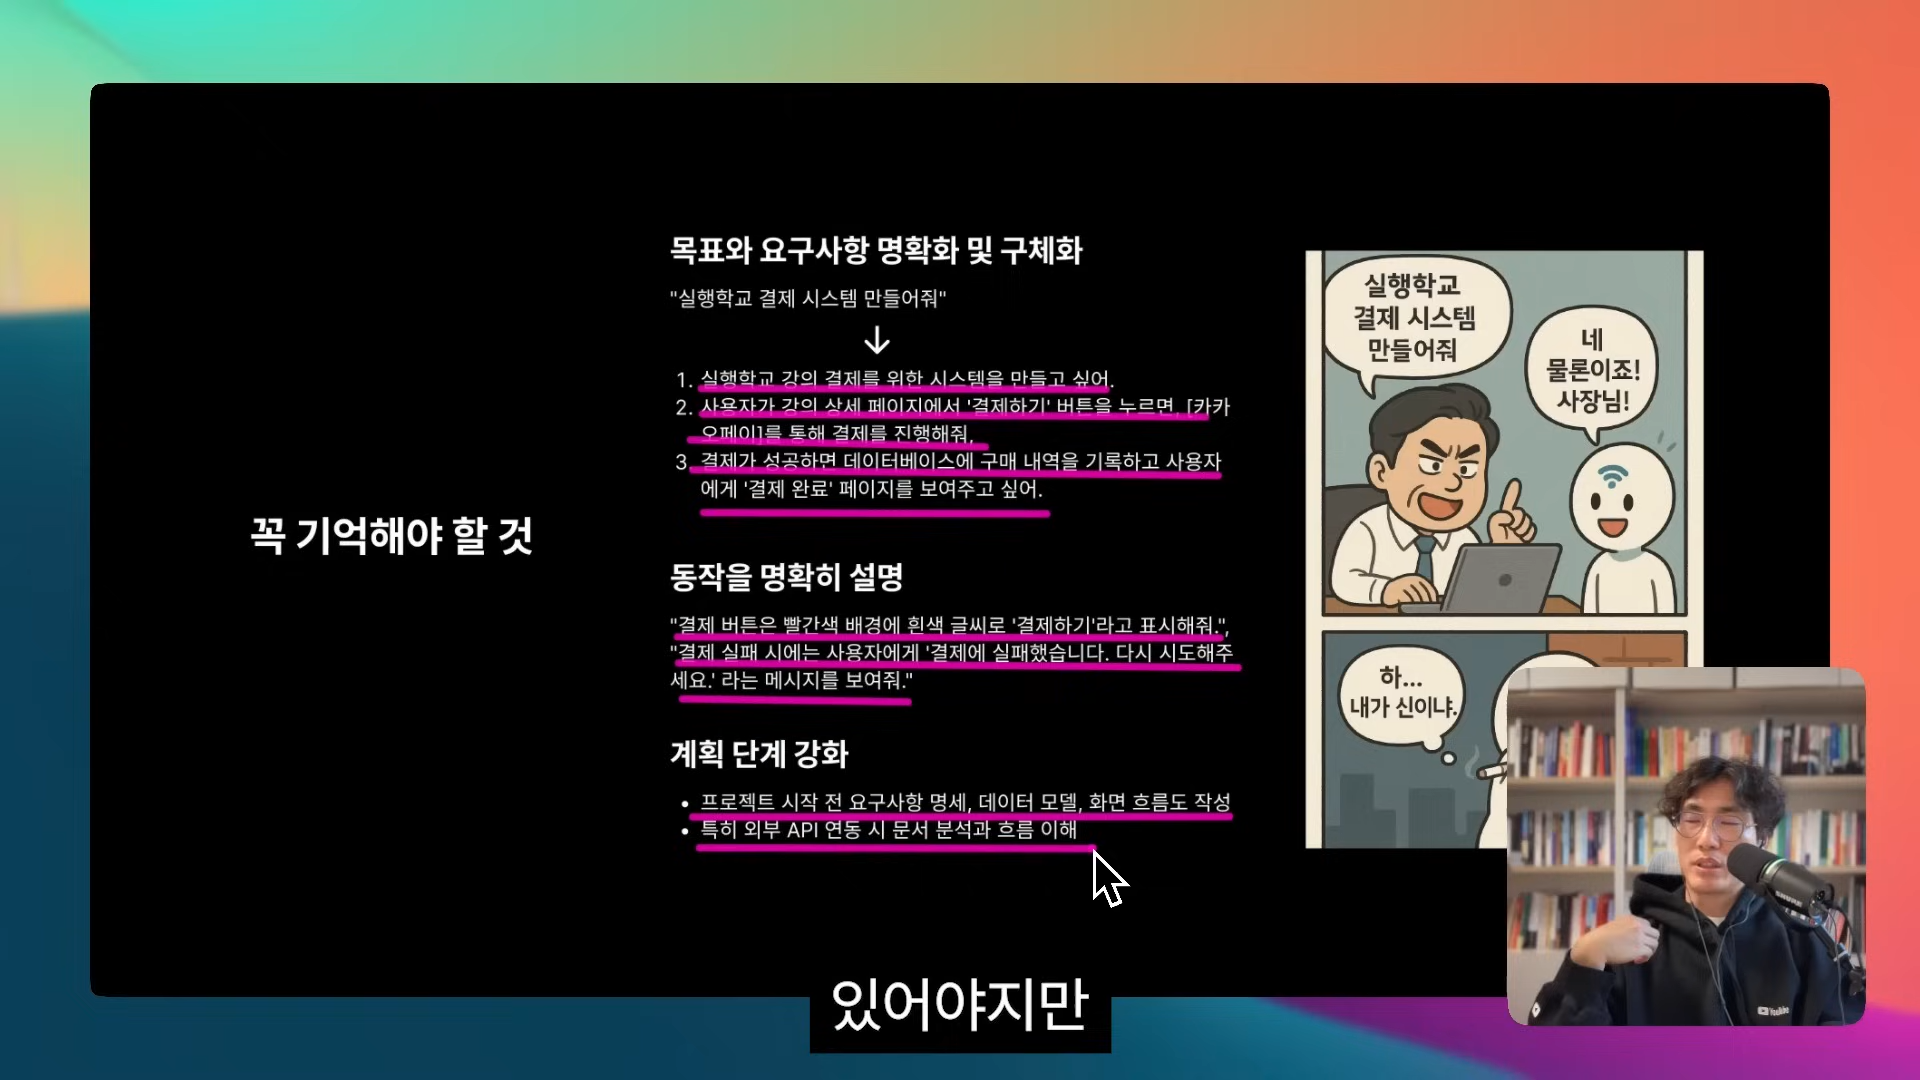 꼭 기억해야 할 것
목표와 요구사항 명확화 및 구체화
"실행학교 결제 시스템 만들어줘"
↓
1. 실행학교 강의 결제를 위한 시스템을 만들고 싶어.
2. 사용자가 강의 상세 페이지에서 '결제하기' 버튼을 누르면, [카카
오페이]를 통해 결제를 진행해줘,
3. 결제가 성공하면 데이터베이스에 구매 내역을 기록하고 사용자
에게 '결제 완료' 페이지를 보여주고 싶어.
동작을 명확히 설명
"결제 버튼은 빨간색 배경에 흰색 글씨로 '결제하기'라고 표시해줘.",
"결제 실패 시에는 사용자에게 '결제에 실패했습니다. 다시 시도해주
세요.' 라는 메시지를 보여줘."
계획 단계 강화
• 프로젝트 시작 전 요구사항 명세, 데이터 모델, 화면 흐름도 작성
• 특히 외부 API 연동 시 문서 분석과 흐름 이해
실행학교
결제 시스템
만들어줘
네
물론이죠!
사장님!
하...
내가 신이냐.
SHURE
YouTube
있어야지만